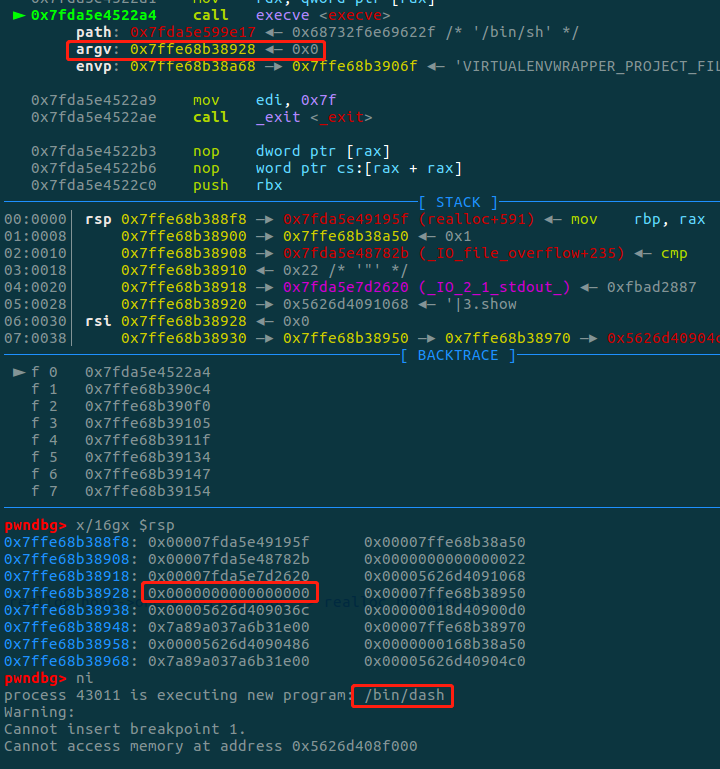 ► 0x7fda5e4522a4 call execve <execve>
path: 0x7fda5e599e17 ◂— 0x68732f6e69622f /* '/bin/sh' */
argv: 0x7ffe68b38928 ◂— 0x0
envp: 0x7ffe68b38a68 —▸ 0x7ffe68b3906f ◂— 'VIRTUALENVWRAPPER_PROJECT_FIL
0x7fda5e4522a9 mov edi, 0x7f
0x7fda5e4522ae call _exit <_exit>
0x7fda5e4522b3 nop dword ptr [rax]
0x7fda5e4522b6 nop word ptr cs:[rax + rax]
0x7fda5e4522c0 push rbx
[ STACK ]
00:0000│ rsp 0x7ffe68b388f8 —▸ 0x7fda5e49195f (realloc+591) ◂— mov rbp, rax
01:0008│ 0x7ffe68b38900 —▸ 0x7ffe68b38a50 ◂— 0x1
02:0010│ 0x7ffe68b38908 —▸ 0x7fda5e48782b (_IO_file_overflow+235) ◂— cmp
03:0018│ 0x7ffe68b38910 ◂— 0x22 /* '"' */
04:0020│ 0x7ffe68b38918 —▸ 0x7fda5e7d2620 (_IO_2_1_stdout_) ◂— 0xfbad2887
05:0028│ 0x7ffe68b38920 —▸ 0x5626d4091068 ◂— '|3.show
06:0030│ rsi 0x7ffe68b38928 ◂— 0x0
07:0038│ 0x7ffe68b38930 —▸ 0x7ffe68b38950 —▸ 0x7ffe68b38970 —▸ 0x5626d40904c
[ BACKTRACE ]
► f 0 0x7fda5e4522a4
f 1 0x7ffe68b390c4
f 2 0x7ffe68b390f0
f 3 0x7ffe68b39105
f 4 0x7ffe68b3911f
f 5 0x7ffe68b39134
f 6 0x7ffe68b39147
f 7 0x7ffe68b39154
pwndbg> x/16gx $rsp
0x7ffe68b388f8: 0x00007fda5e49195f 0x00007ffe68b38a50
0x7ffe68b38908: 0x00007fda5e48782b 0x0000000000000022
0x7ffe68b38918: 0x00007fda5e7d2620 0x00005626d4091068
0x7ffe68b38928: 0x0000000000000000 0x00007ffe68b38950
0x7ffe68b38938: 0x00005626d409036c 0x00000018d40900d0
0x7ffe68b38948: 0x7a89a037a6b31e00 0x00007ffe68b38970
0x7ffe68b38958: 0x00005626d4090486 0x0000000168b38a50
0x7ffe68b38968: 0x7a89a037a6b31e00 0x00005626d40904c0
pwndbg> ni
process 43011 is executing new program: /bin/dash
Warning:
Cannot insert breakpoint 1.
Cannot access memory at address 0x5626d408f000